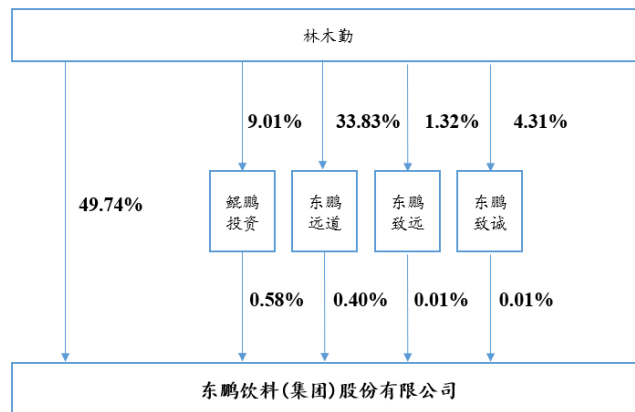 林木勤
9.01%
33.83%
1.32%
4.31%
49.74%
鲲鹏
投资
东鹏
远道
东鹏
致远
东鹏
致诚
0.58%
0.40%
0.01%
0.01%
东鹏饮料(集团)股份有限公司